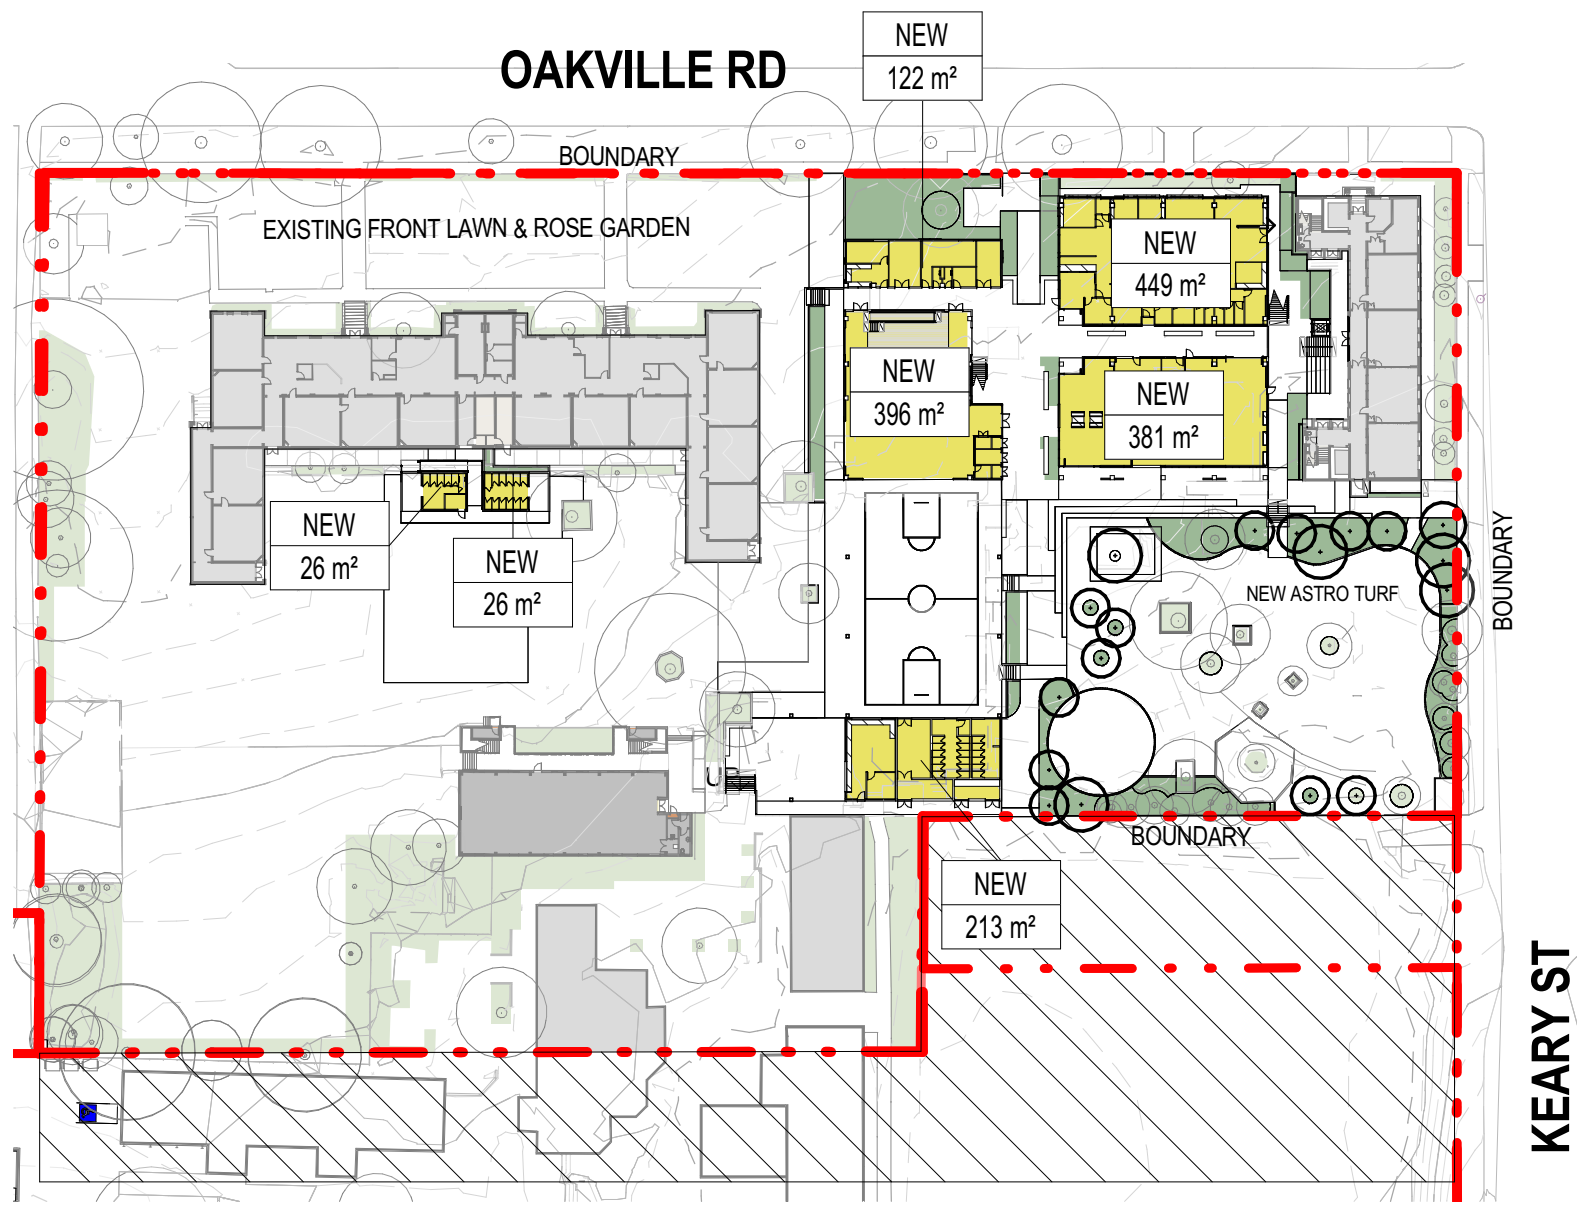 NEW
122 m²
OAKVILLE RD
BOUNDARY
EXISTING FRONT LAWN & ROSE GARDEN
NEW
449 m²
NEW
396 m²
NEW
381 m²
NEW
26 m²
NEW
26 m²
NEW ASTRO TURF
BOUNDARY
BOUNDARY
NEW
213 m²
KEARY ST